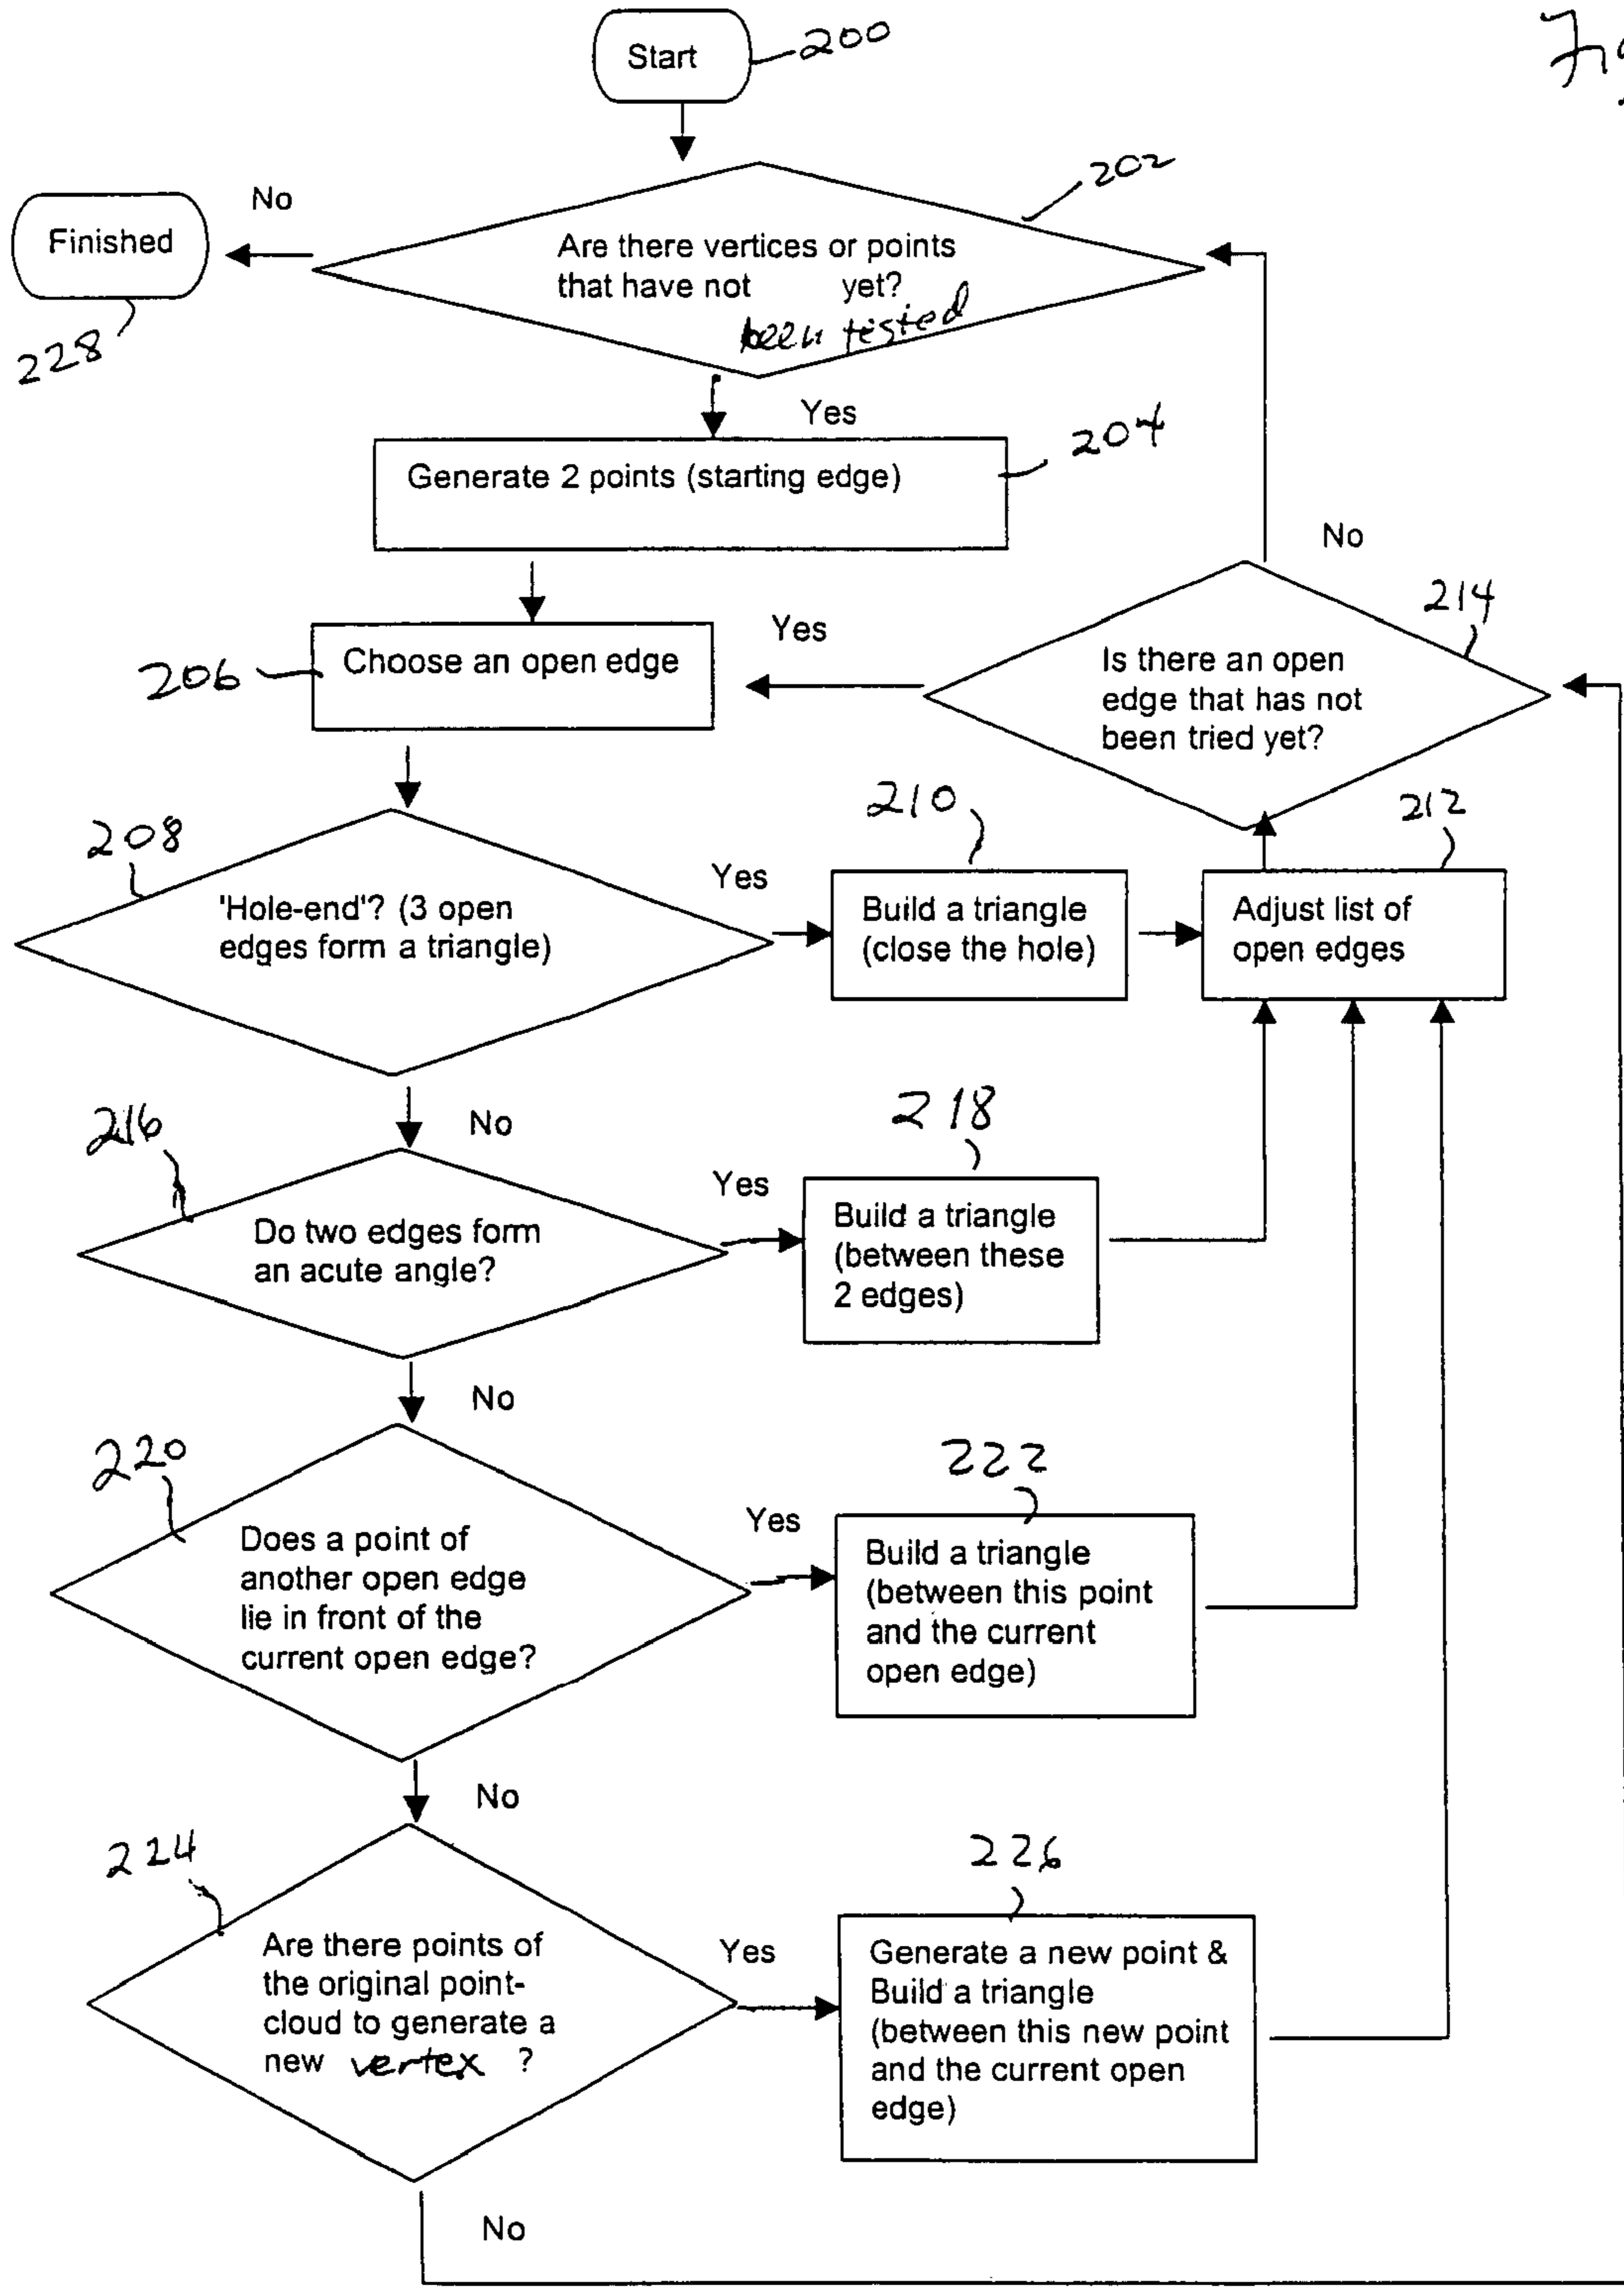 Start
200
202
No
Finished
Are there vertices or points
that have not yet?
been tested
228
Yes
204
Generate 2 points (starting edge)
No
214
Yes
206
Choose an open edge
Is there an open
edge that has not
been tried yet?
210
212
208
Yes
'Hole-end'? (3 open
edges form a triangle)
Build a triangle
(close the hole)
Adjust list of
open edges
218
216
No
Yes
Do two edges form
an acute angle?
Build a triangle
(between these
2 edges)
No
220
222
Yes
Does a point of
another open edge
lie in front of the
current open edge?
Build a triangle
(between this point
and the current
open edge)
No
224
226
Yes
Are there points of
the original point-
cloud to generate a
new vertex ?
Generate a new point &
Build a triangle
(between this new point
and the current open
edge)
No